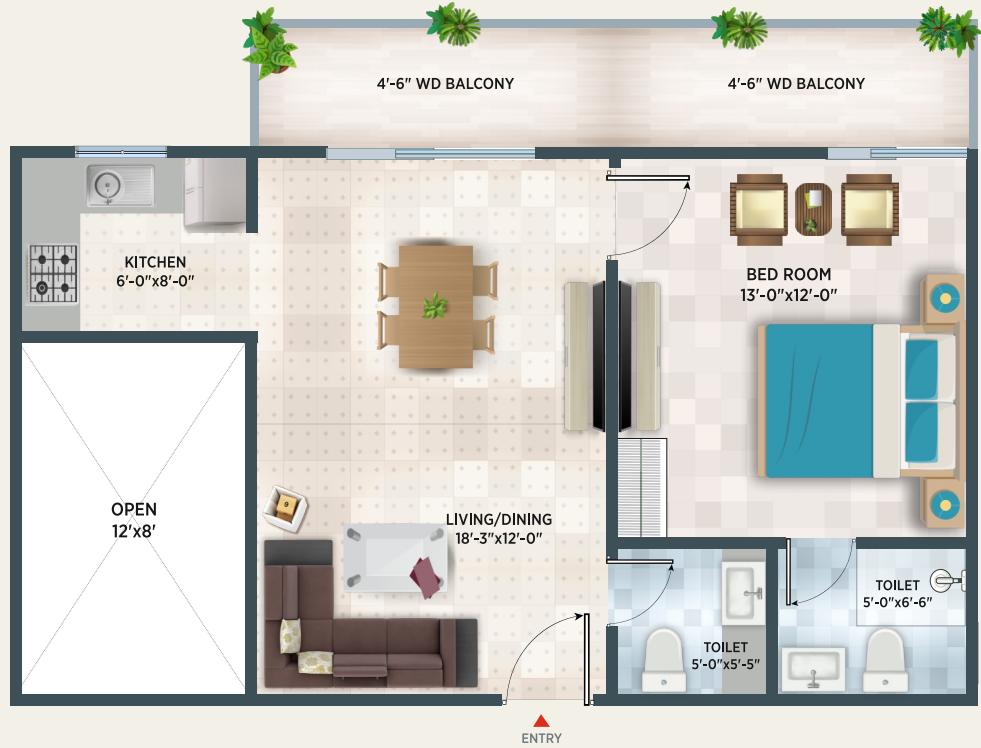 4'-6" WD BALCONY
4'-6" WD BALCONY
KITCHEN
6'-0"x8'-0"
BED ROOM
13'-0"x12'-0"
OPEN
12'x8'
LIVING/DINING
18'-3"x12'-0"
TOILET
5'-0"x6'-6"
TOILET
5'-0"x5'-5"
ENTRY